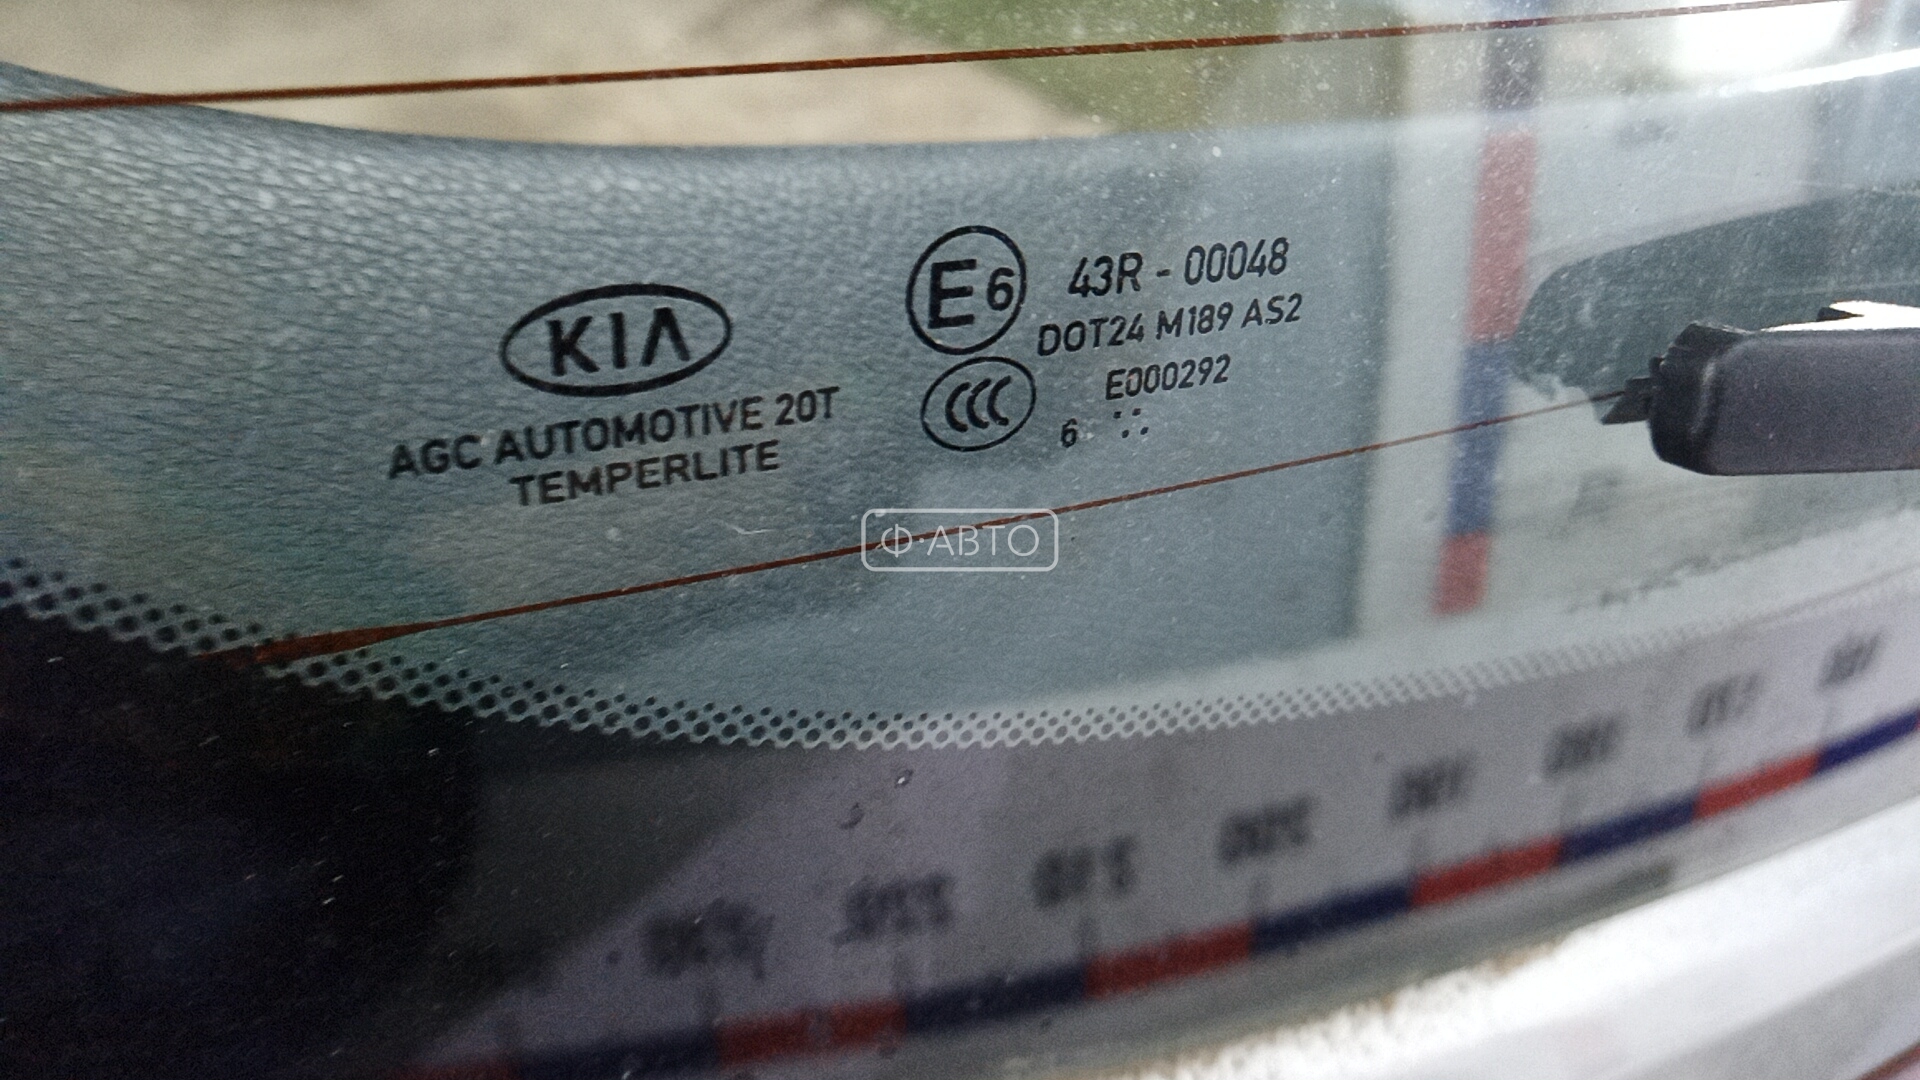 KIA
AGC AUTOMOTIVE 20T
TEMPERLITE
E6
43R - 00048
DOT24 M189 AS2
CCC
E000292
6
Ф·АВТО